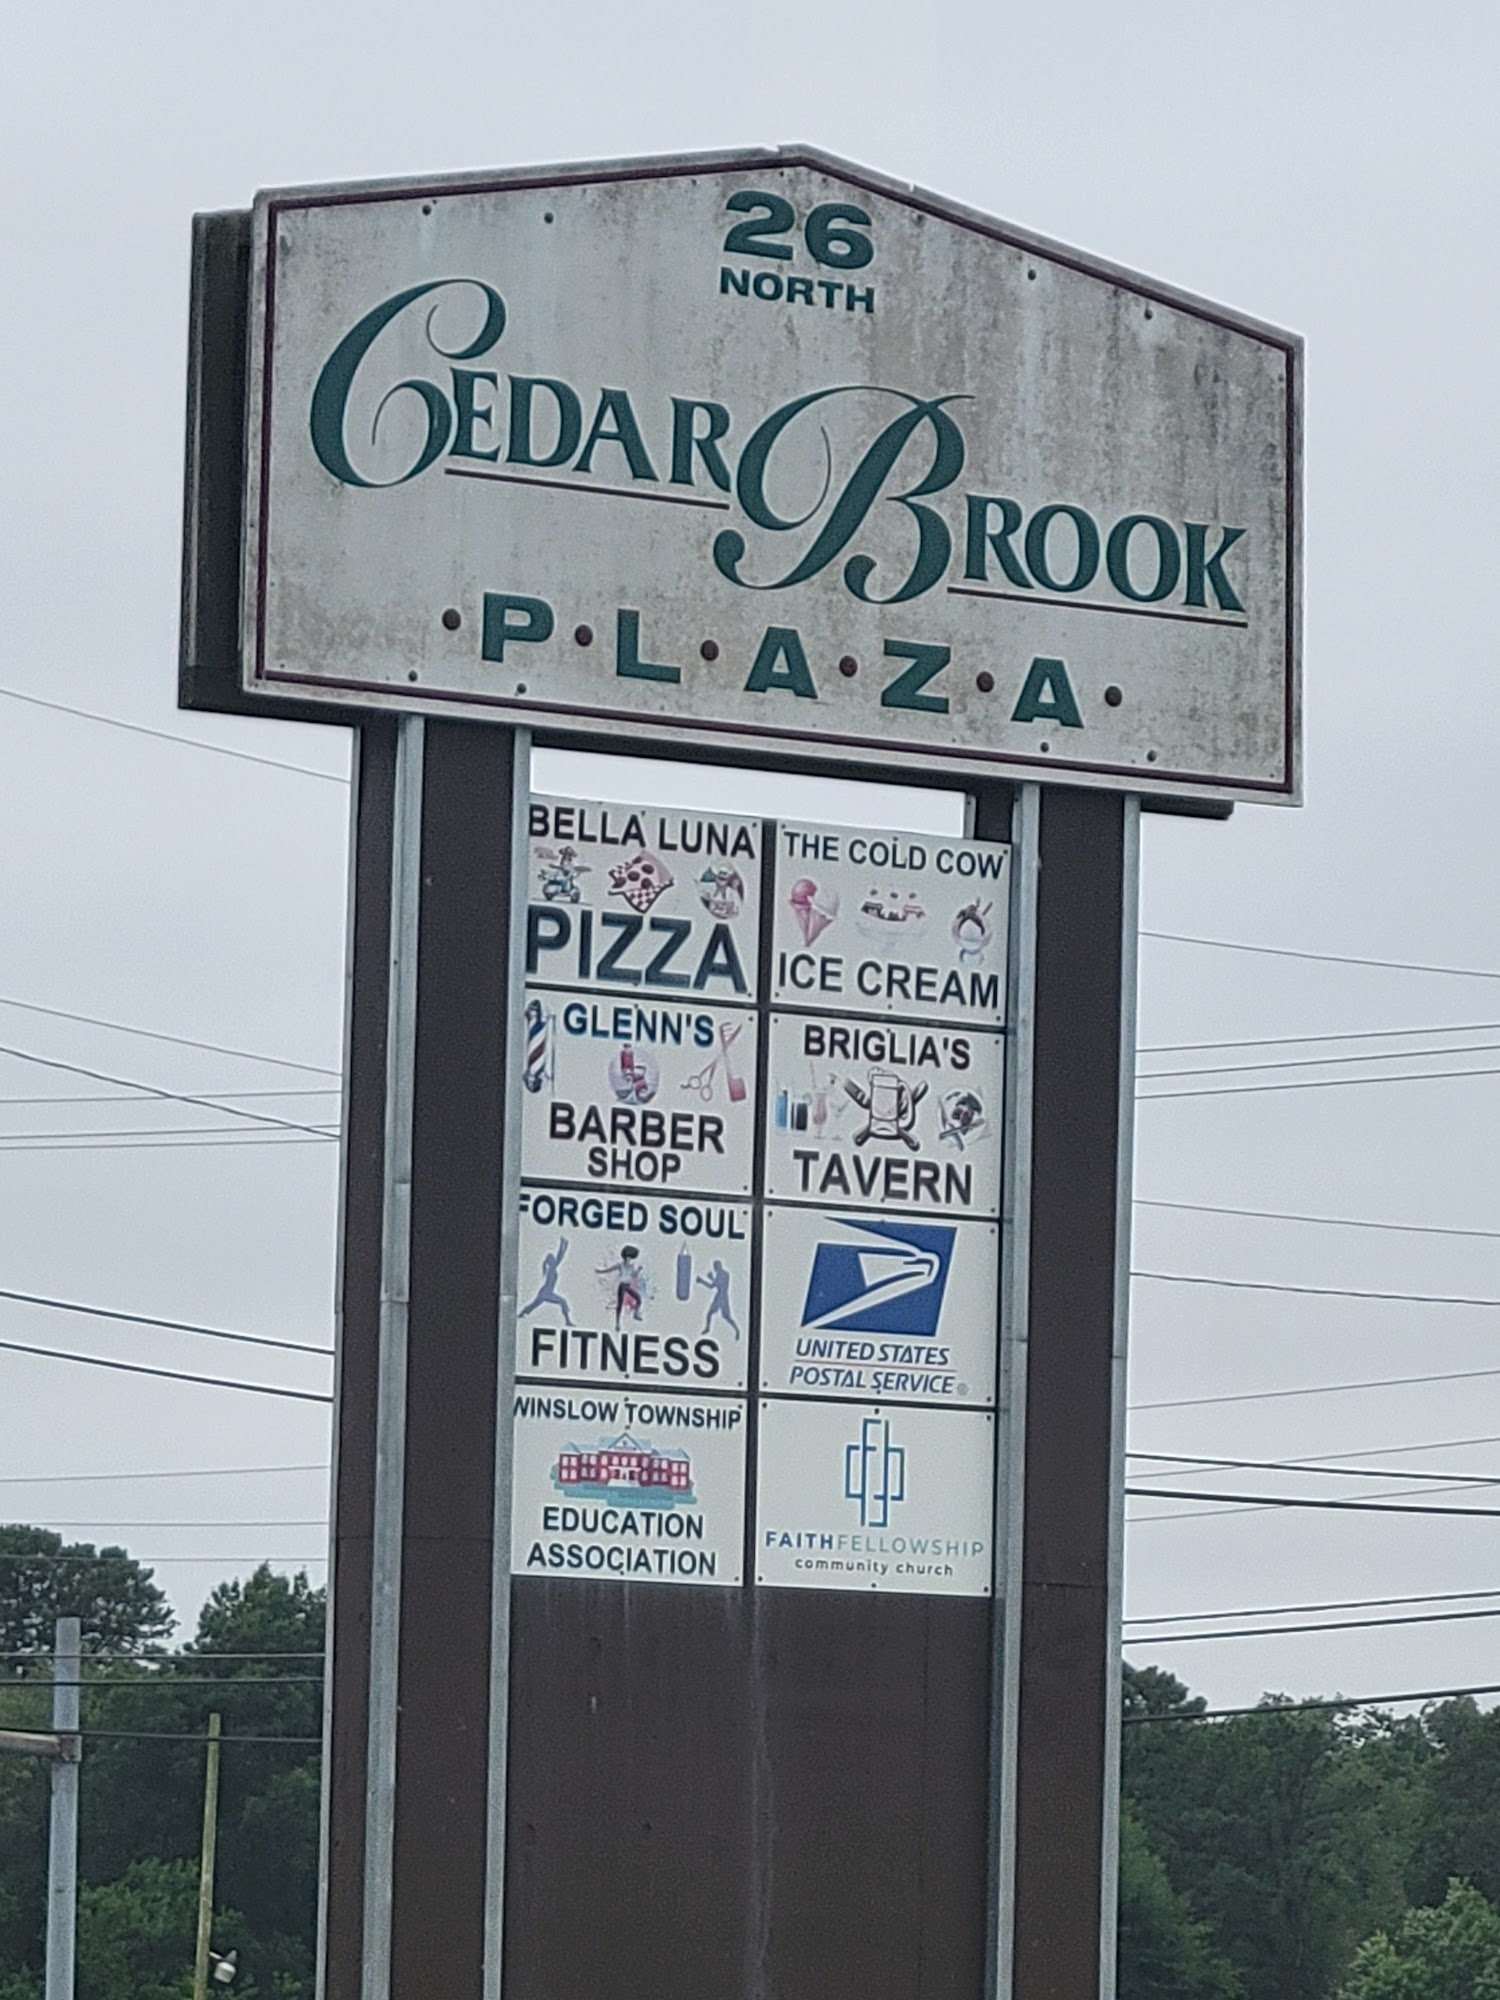 26
NORTH
CEDAR BROOK
·P·L·A·Z·A·
BELLA LUNA
PIZZA
THE COLD COW
ICE CREAM
GLENN'S
BARBER
SHOP
BRIGLIA'S
TAVERN
FORGED SOUL
FITNESS
UNITED STATES
POSTAL SERVICE®
WINSLOW TOWNSHIP
EDUCATION
ASSOCIATION
FAITHFELLOWSHIP
community church